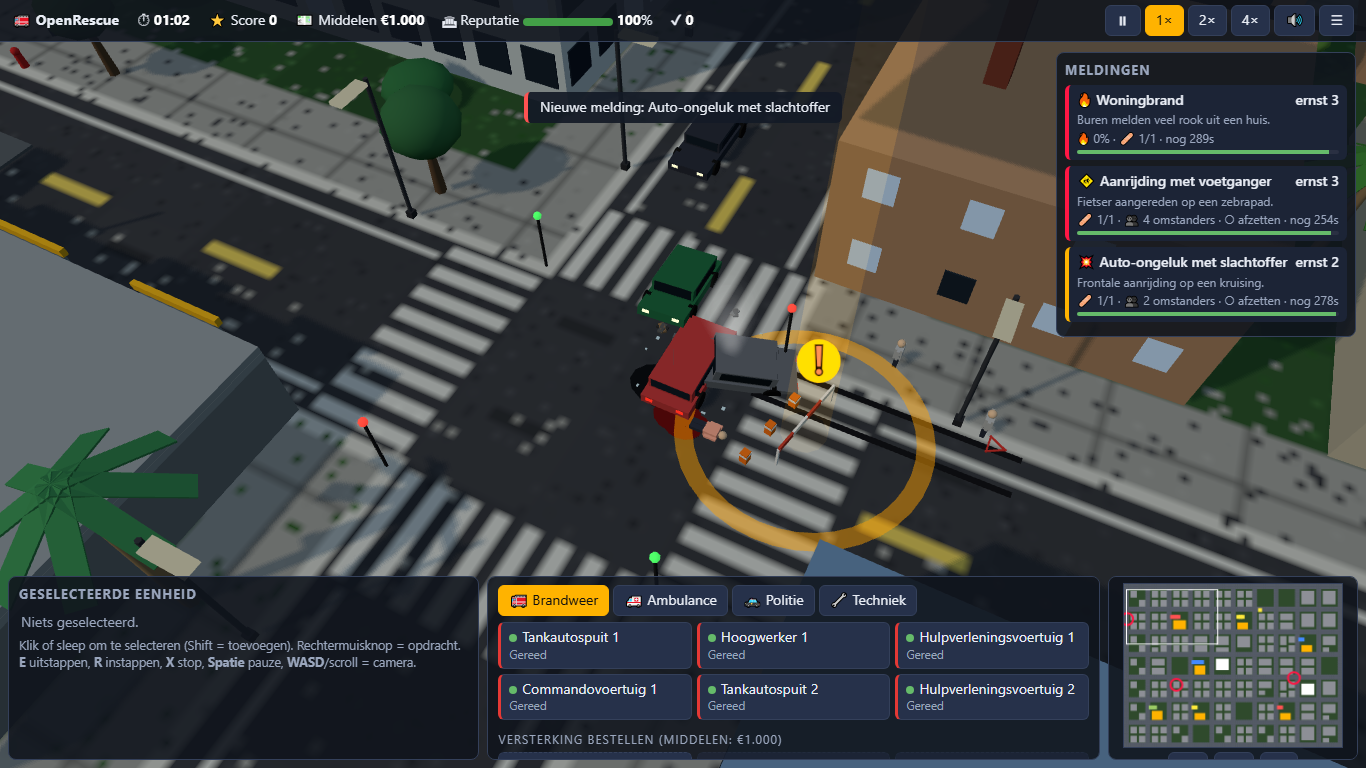 OpenRescue 01:02 Score 0 Middelen €1.000 Reputatie 100% ✓ 0
1× 2× 4×
Nieuwe melding: Auto-ongeluk met slachtoffer
MELDINGEN
Woningbrand ernst 3
Buren melden veel rook uit een huis.
0% · 1/1 · nog 289s
Aanrijding met voetganger ernst 3
Fietser aangereden op een zebrapad.
1/1 · 4 omstanders · ○ afzetten · nog 254s
Auto-ongeluk met slachtoffer ernst 2
Frontale aanrijding op een kruising.
1/1 · 2 omstanders · ○ afzetten · nog 278s
GESELECTEERDE EENHEID
Niets geselecteerd.
Klik of sleep om te selecteren (Shift = toevoegen). Rechtermuisknop = opdracht.
E uitstappen, R instappen, X stop, Spatie pauze, WASD/scroll = camera.
Brandweer Ambulance Politie Techniek
Tankautospuit 1 Hoogwerker 1 Hulpverleningsvoertuig 1
Gereed Gereed Gereed
Commandovoertuig 1 Tankautospuit 2 Hulpverleningsvoertuig 2
Gereed Gereed Gereed
VERSTERKING BESTELLEN (MIDDELEN: €1.000)